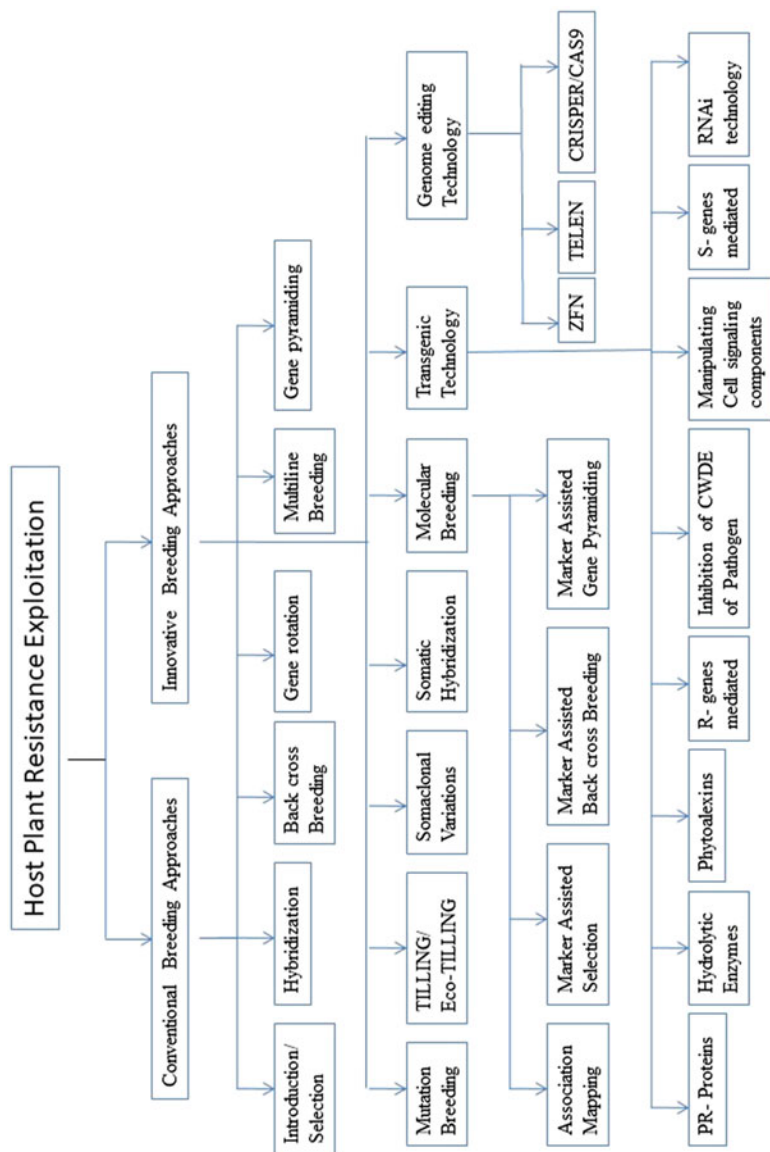 Host Plant Resistance Exploitation
Conventional Breeding Approaches
Innovative Breeding Approaches
Introduction/
Selection
Hybridization
Back cross
Breeding
Gene rotation
Multiline
Breeding
Gene pyramiding
Mutation
Breeding
TILLING/
Eco-TILLING
Somaclonal
Variations
Somatic
Hybridization
Molecular
Breeding
Transgenic
Technology
Genome editing
Technology
ZFN
TELEN
CRISPER/CAS9
Association
Mapping
Marker Assisted
Selection
Marker Assisted
Back cross Breeding
Marker Assisted
Gene Pyramiding
PR- Proteins
Hydrolytic
Enzymes
Phytoalexins
R- genes
mediated
Inhibition of CWDE
of Pathogen
Manipulating
Cell signaling
components
S- genes
mediated
RNAi
technology